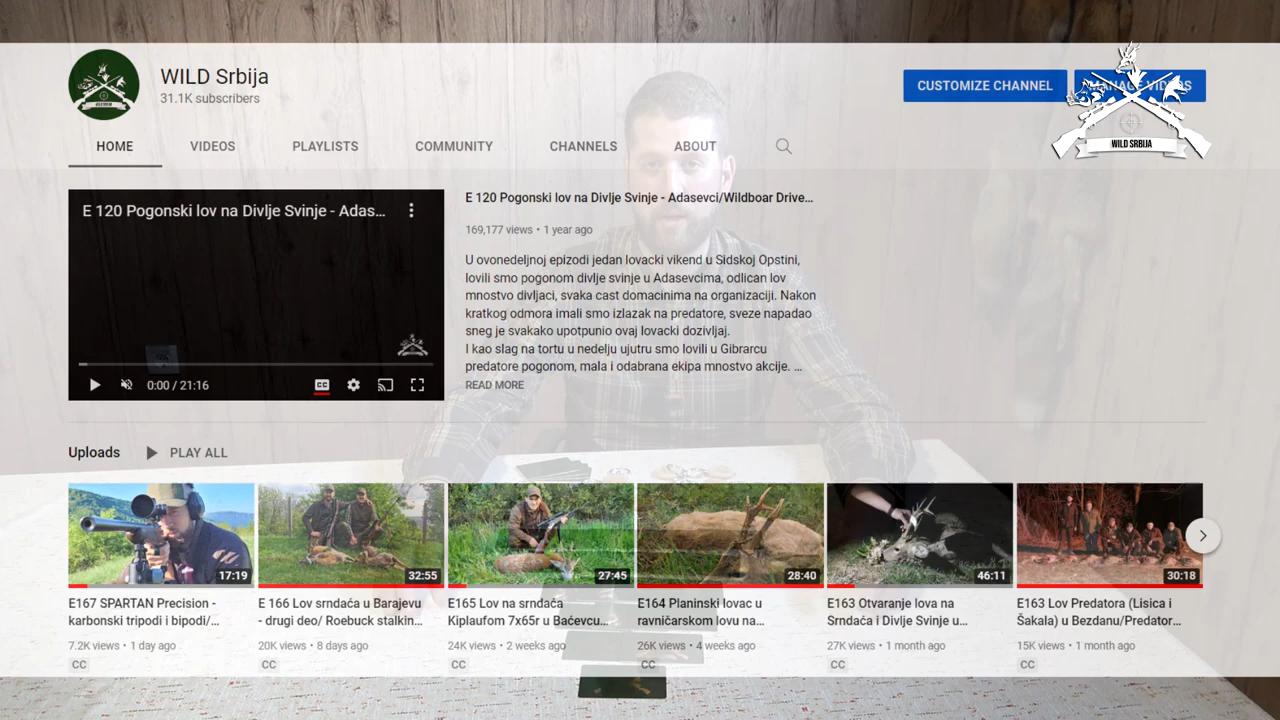 WILD Srbija
31.1K subscribers
CUSTOMIZE CHANNEL
MANAGE VIDEOS
WILD SRBIJA
HOME
VIDEOS
PLAYLISTS
COMMUNITY
CHANNELS
ABOUT
E 120 Pogonski lov na Divlje Svinje - Adas...
0:00 / 21:16
CC
E 120 Pogonski lov na Divlje Svinje - Adasevci/Wildboar Drive...
169,177 views • 1 year ago
U ovonedeljnoj epizodi jedan lovacki vikend u Sidskoj Opstini,
lovili smo pogonom divlje svinje u Adasevcima, odlican lov
mnostvo divljaci, svaka cast domacinima na organizaciji. Nakon
kratkog odmora imali smo izlazak na predatore, sveze napadao
sneg je svakako upotpunio ovaj lovacki dozivljaj.
I kao slag na tortu u nedelju ujutru smo lovili u Gibrarcu
predatore pogonom, mala i odabrana ekipa mnostvo akcije. ...
READ MORE
Uploads
PLAY ALL
17:19
E167 SPARTAN Precision -
karbonski tripodi i bipodi/...
7.2K views • 1 day ago
CC
32:55
E 166 Lov srndaća u Barajevu
- drugi deo/ Roebuck stalkin...
20K views • 8 days ago
CC
27:45
E165 Lov na srndaća
Kiplaufom 7x65r u Baćevcu...
24K views • 2 weeks ago
CC
28:40
E164 Planinski lovac u
ravničarskom lovu na...
26K views • 4 weeks ago
CC
46:11
E163 Otvaranje lova na
Srndaća i Divlje Svinje u...
27K views • 1 month ago
CC
30:18
E163 Lov Predatora (Lisica i
Šakala) u Bezdanu/Predator...
15K views • 1 month ago
CC